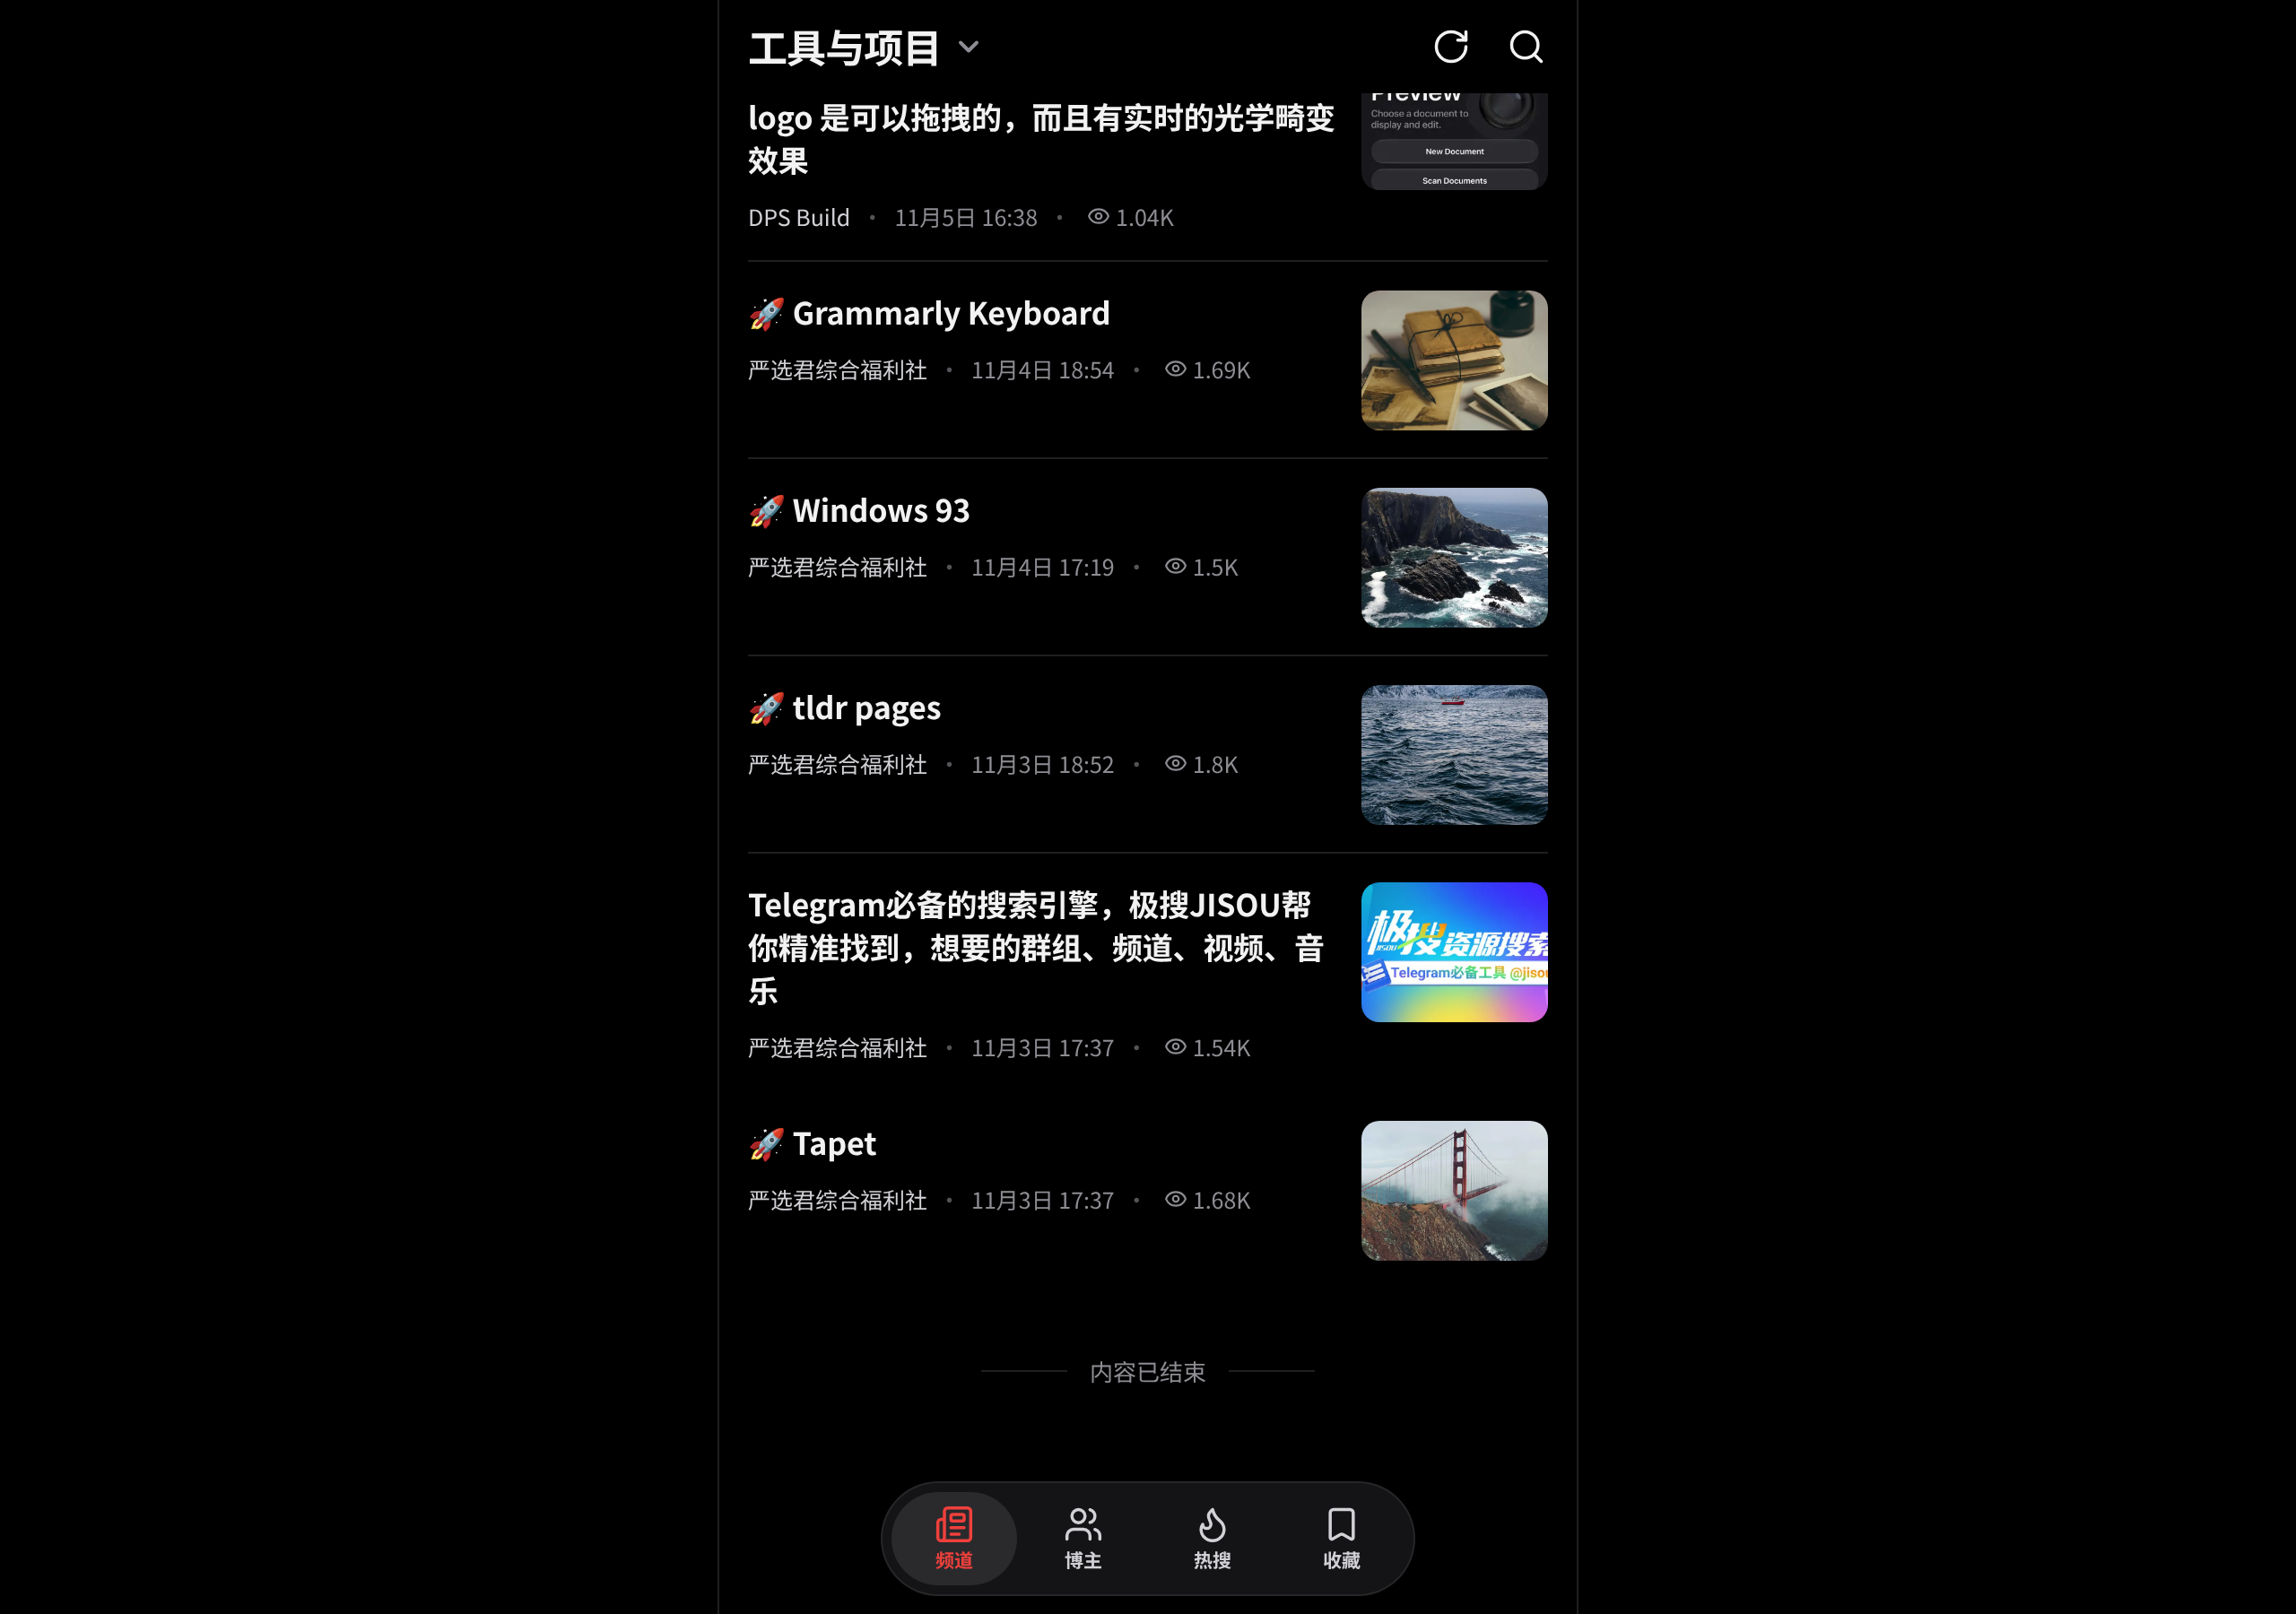 工具与项目
logo 是可以拖拽的，而且有实时的光学畸变
效果
Preview
Choose a document to
display and edit.
New Document
Scan Documents
DPS Build • 11月5日 16:38 • 1.04K
🚀 Grammarly Keyboard
严选君综合福利社 • 11月4日 18:54 • 1.69K
🚀 Windows 93
严选君综合福利社 • 11月4日 17:19 • 1.5K
🚀 tldr pages
严选君综合福利社 • 11月3日 18:52 • 1.8K
Telegram必备的搜索引擎，极搜JISOU帮
你精准找到，想要的群组、频道、视频、音
乐
极搜 资源搜索
JISOU
Telegram必备工具 @jisou
严选君综合福利社 • 11月3日 17:37 • 1.54K
🚀 Tapet
严选君综合福利社 • 11月3日 17:37 • 1.68K
内容已结束
频道 博主 热搜 收藏